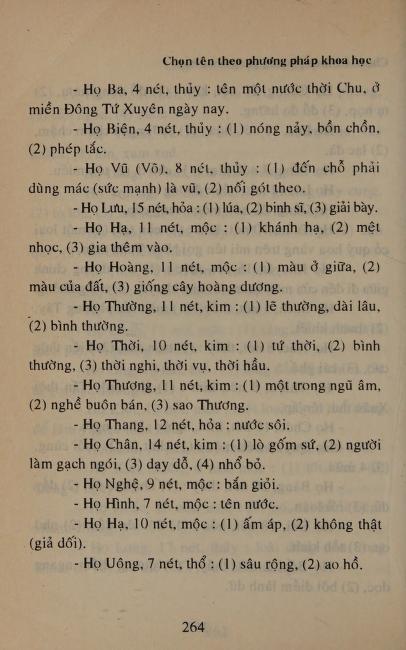 Chọn tên theo phương pháp khoa học
- Họ Ba, 4 nét, thủy : tên một nước thời Chu, ở
miền Đông Tứ Xuyên ngày nay.
- Họ Biện, 4 nét, thủy : (1) nóng nảy, bồn chồn,
(2) phép tắc.
- Họ Vũ (Võ), 8 nét, thủy : (1) đến chỗ phải
dùng mác (sức mạnh) là vũ, (2) nối gót theo.
- Họ Lưu, 15 nét, hỏa : (1) lúa, (2) binh sĩ, (3) giải bày.
- Họ Hạ, 11 nét, mộc : (1) khánh hạ, (2) mệt
nhọc, (3) gia thêm vào.
- Họ Hoàng, 11 nét, mộc : (1) màu ở giữa, (2)
màu của đất, (3) giống cây hoàng dương.
- Họ Thường, 11 nét, kim : (1) lẽ thường, dài lâu,
(2) bình thường.
- Họ Thời, 10 nét, kim : (1) tứ thời, (2) bình
thường, (3) thời nghi, thời vụ, thời hầu.
- Họ Thương, 11 nét, kim : (1) một trong ngũ âm,
(2) nghề buôn bán, (3) sao Thương.
- Họ Thang, 12 nét, hỏa : nước sôi.
- Họ Chân, 14 nét, kim : (1) lò gốm sứ, (2) người
làm gạch ngói, (3) dạy dỗ, (4) nhổ bỏ.
- Họ Nghệ, 9 nét, mộc : bắn giỏi.
- Họ Hình, 7 nét, mộc : tên nước.
- Họ Hạ, 10 nét, mộc : (1) ấm áp, (2) không thật
(giả dối).
- Họ Uông, 7 nét, thổ : (1) sâu rộng, (2) ao hồ.
264